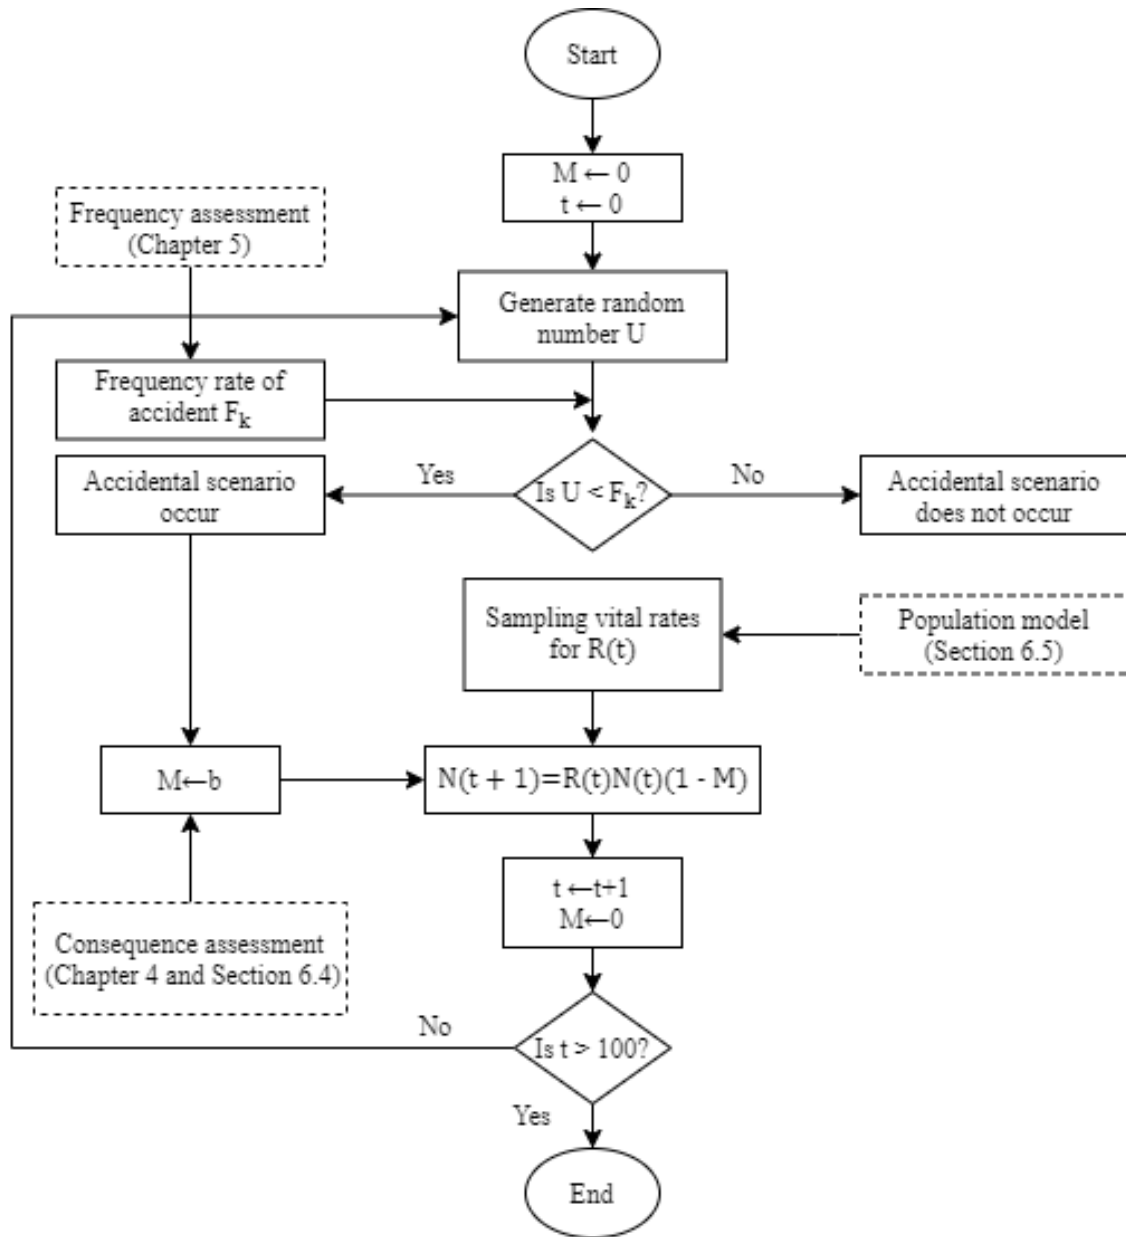 Start
M ← 0
t ← 0
Frequency assessment
(Chapter 5)
Generate random
number U
Frequency rate of
accident Fₖ
Accidental scenario
occur
Yes
Is U < Fₖ?
No
Accidental scenario
does not occur
Sampling vital rates
for R(t)
Population model
(Section 6.5)
M←b
N(t + 1)=R(t)N(t)(1 - M)
t ←t+1
M←0
Consequence assessment
(Chapter 4 and Section 6.4)
No
Is t > 100?
Yes
End